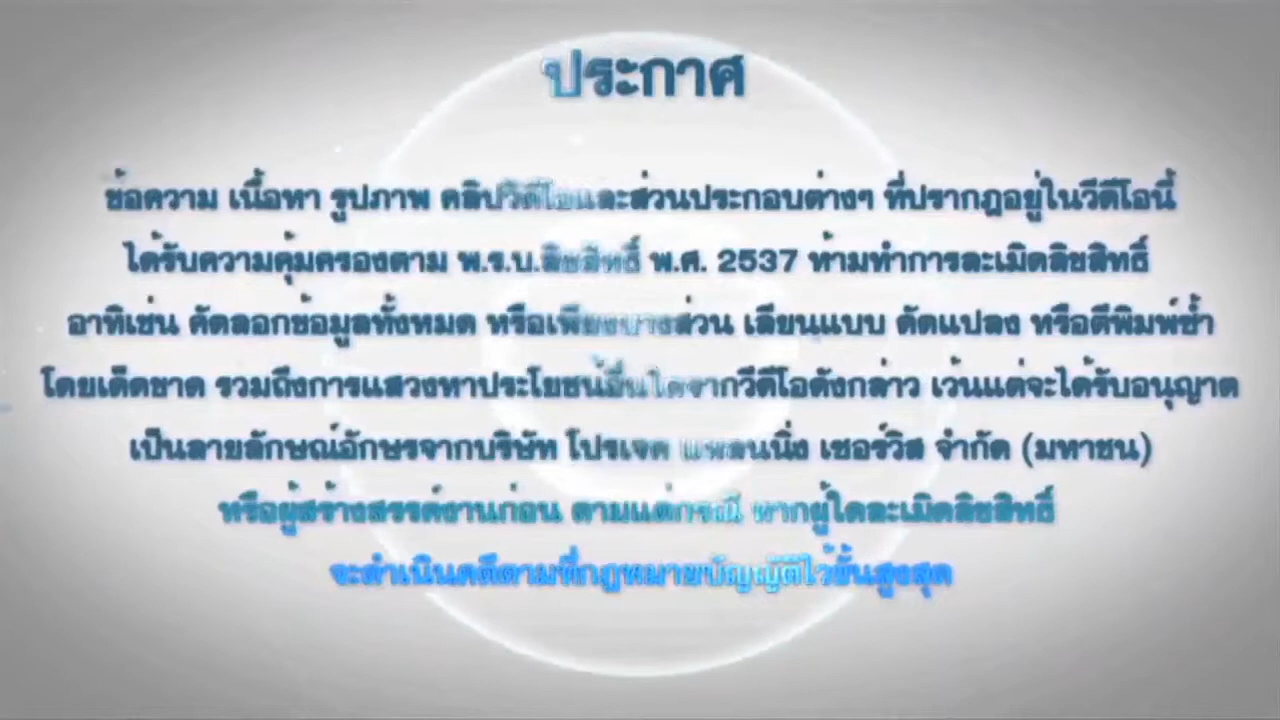 ประกาศ
ข้อความ เนื้อหา รูปภาพ คลิปวิดีโอและส่วนประกอบต่างๆ ที่ปรากฎอยู่ในวีดีโอนี้
ได้รับความคุ้มครองตาม พ.ร.บ.ลิขสิทธิ์ พ.ศ. 2537 ห้ามทำการละเมิดลิขสิทธิ์
อาทิเช่น คัดลอกข้อมูลทั้งหมด หรือเพียงบางส่วน เลียนแบบ ดัดแปลง หรือตีพิมพ์ซ้ำ
โดยเด็ดขาด รวมถึงการแสวงหาประโยชน์อื่นใดจากวีดีโอดังกล่าว เว้นแต่จะได้รับอนุญาต
เป็นลายลักษณ์อักษรจากบริษัท โปรเจค แพลนนิ่ง เซอร์วิส จำกัด (มหาชน)
หรือผู้สร้างสรรค์งานก่อน ตามแต่กรณี หากผู้ใดละเมิดลิขสิทธิ์
จะดำเนินคดีตามที่กฎหมายบัญญัติไว้ขั้นสูงสุด